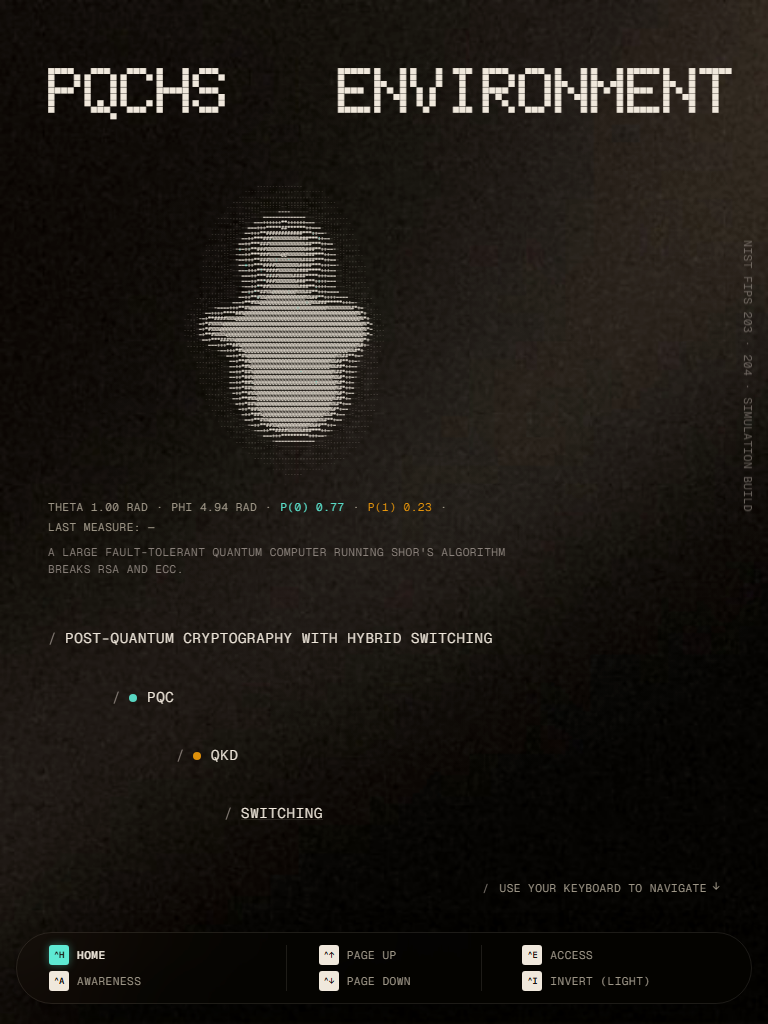 PQCHS ENVIRONMENT
NIST FIPS 203 · 204 · SIMULATION BUILD
THETA 1.00 RAD · PHI 4.94 RAD · P(0) 0.77 · P(1) 0.23 ·
LAST MEASURE: —
A LARGE FAULT-TOLERANT QUANTUM COMPUTER RUNNING SHOR'S ALGORITHM
BREAKS RSA AND ECC.
/ POST-QUANTUM CRYPTOGRAPHY WITH HYBRID SWITCHING
/ PQC
/ QKD
/ SWITCHING
/ USE YOUR KEYBOARD TO NAVIGATE ↓
^H HOME
^A AWARENESS
^↑ PAGE UP
^↓ PAGE DOWN
^E ACCESS
^I INVERT (LIGHT)